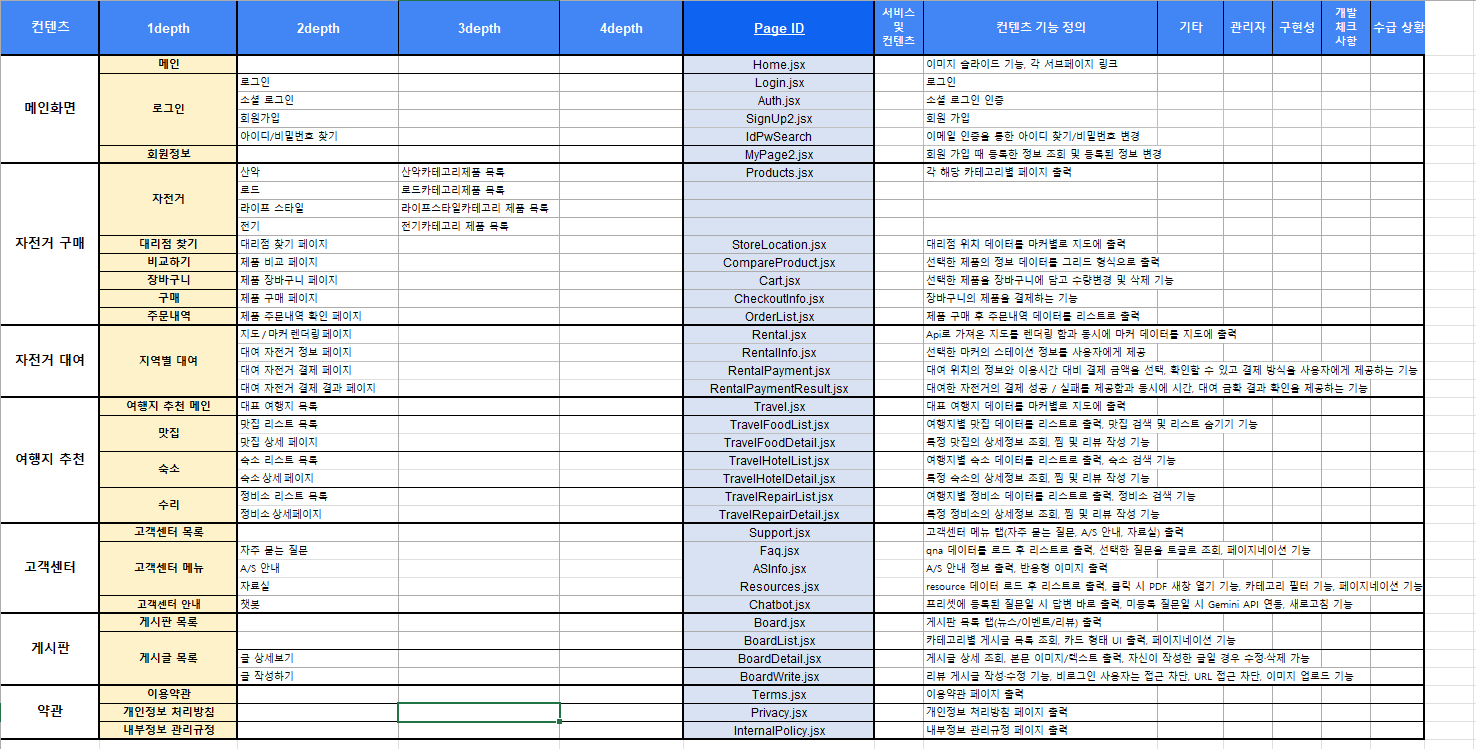 컨텐츠 1depth 2depth 3depth 4depth Page ID 서비스 및 컨텐츠 컨텐츠 기능 정의 기타 관리자 구현성 개발 체크 사항 수급 상황
메인화면 메인 Home.jsx 이미지 슬라이드 기능, 각 서브페이지 링크
로그인 로그인 Login.jsx 로그인
소셜 로그인 Auth.jsx 소셜 로그인 인증
회원가입 SignUp2.jsx 회원 가입
아이디/비밀번호 찾기 IdPwSearch 이메일 인증을 통한 아이디 찾기/비밀번호 변경
회원정보 MyPage2.jsx 회원 가입 때 등록한 정보 조회 및 등록된 정보 변경
자전거 구매 자전거 산악 산악카테고리제품 목록 Products.jsx 각 해당 카테고리별 페이지 출력
로드 로드카테고리제품 목록
라이프 스타일 라이프스타일카테고리 제품 목록
전기 전기카테고리 제품 목록
대리점 찾기 대리점 찾기 페이지 StoreLocation.jsx 대리점 위치 데이터를 마커별로 지도에 출력
비교하기 제품 비교 페이지 CompareProduct.jsx 선택한 제품의 정보 데이터를 그리드 형식으로 출력
장바구니 제품 장바구니 페이지 Cart.jsx 선택한 제품을 장바구니에 담고 수량변경 및 삭제 기능
구매 제품 구매 페이지 CheckoutInfo.jsx 장바구니의 제품을 결제하는 기능
주문내역 제품 주문내역 확인 페이지 OrderList.jsx 제품 구매 후 주문내역 데이터를 리스트로 출력
자전거 대여 지역별 대여 지도 / 마커 렌더링 페이지 Rental.jsx Api로 가져온 지도를 렌더링 함과 동시에 마커 데이터를 지도에 출력
대여 자전거 정보 페이지 RentalInfo.jsx 선택한 마커의 스테이션 정보를 사용자에게 제공
대여 자전거 결제 페이지 RentalPayment.jsx 대여 위치의 정보와 이용시간 대비 결제 금액을 선택, 확인할 수 있고 결제 방식을 사용자에게 제공하는 기능
대여 자전거 결제 결과 페이지 RentalPaymentResult.jsx 대여한 자전거의 결제 성공 / 실패를 제공함과 동시에 시간, 대여 금확 결과 확인을 제공하는 기능
여행지 추천 여행지 추천 메인 대표 여행지 목록 Travel.jsx 대표 여행지 데이터를 마커별로 지도에 출력
맛집 맛집 리스트 목록 TravelFoodList.jsx 여행지별 맛집 데이터를 리스트로 출력, 맛집 검색 및 리스트 숨기기 기능
맛집 상세 페이지 TravelFoodDetail.jsx 특정 맛집의 상세정보 조회, 찜 및 리뷰 작성 기능
숙소 숙소 리스트 목록 TravelHotelList.jsx 여행지별 숙소 데이터를 리스트로 출력, 숙소 검색 기능
숙소 상세 페이지 TravelHotelDetail.jsx 특정 숙소의 상세정보 조회, 찜 및 리뷰 작성 기능
수리 정비소 리스트 목록 TravelRepairList.jsx 여행지별 정비소 데이터를 리스트로 출력, 정비소 검색 기능
정비소 상세페이지 TravelRepairDetail.jsx 특정 정비소의 상세정보 조회, 찜 및 리뷰 작성 기능
고객센터 고객센터 목록 Support.jsx 고객센터 메뉴 탭(자주 묻는 질문, A/S 안내, 자료실) 출력
고객센터 메뉴 자주 묻는 질문 Faq.jsx qna 데이터를 로드 후 리스트로 출력, 선택한 질문을 토글로 조회, 페이지네이션 기능
A/S 안내 ASInfo.jsx A/S 안내 정보 출력, 반응형 이미지 출력
자료실 Resources.jsx resource 데이터 로드 후 리스트로 출력, 클릭 시 PDF 새창 열기 기능, 카테고리 필터 기능, 페이지네이션 기능
고객센터 안내 챗봇 Chatbot.jsx 프리셋에 등록된 질문일 시 답변 바로 출력, 미등록 질문일 시 Gemini API 연동, 새로고침 기능
게시판 게시판 목록 Board.jsx 게시판 목록 탭(뉴스/이벤트/리뷰) 출력
게시글 목록 BoardList.jsx 카테고리별 게시글 목록 조회, 카드 형태 UI 출력, 페이지네이션 기능
글 상세보기 BoardDetail.jsx 게시글 상세 조회, 본문 이미지/텍스트 출력, 자신이 작성한 글일 경우 수정·삭제 가능
글 작성하기 BoardWrite.jsx 리뷰 게시글 작성·수정 기능, 비로그인 사용자는 접근 차단, URL 접근 차단, 이미지 업로드 기능
약관 이용약관 Terms.jsx 이용약관 페이지 출력
개인정보 처리방침 Privacy.jsx 개인정보 처리방침 페이지 출력
내부정보 관리규정 InternalPolicy.jsx 내부정보 관리규정 페이지 출력